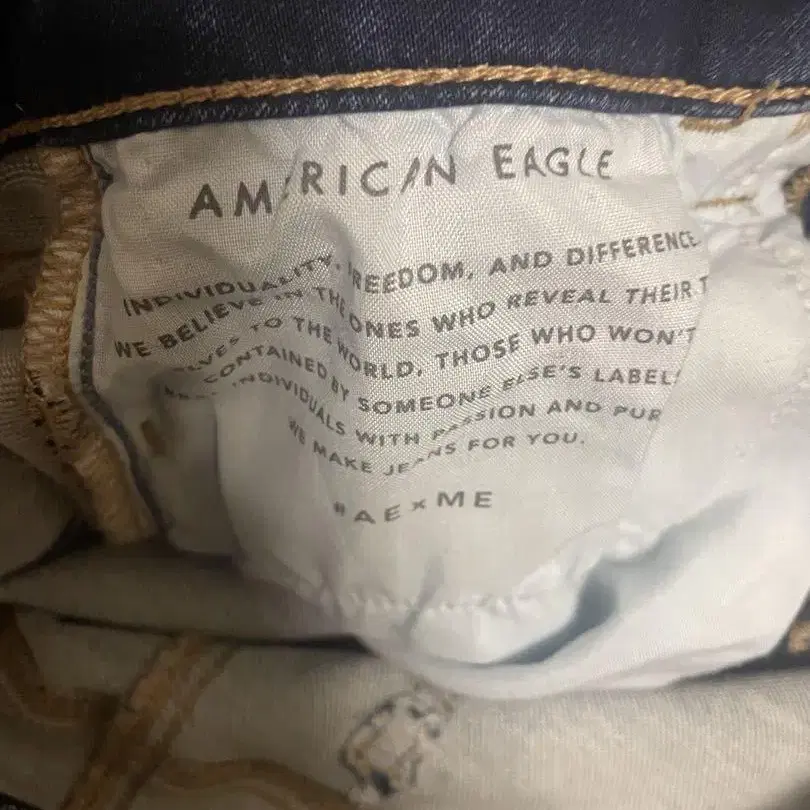 AMERICAN EAGLE
INDIVIDUALITY, FREEDOM, AND DIFFERENCE
WE BELIEVE IN THE ONES WHO REVEAL THEIR T
LVES TO THE WORLD, THOSE WHO WON'T
CONTAINED BY SOMEONE ELSE'S LABEL
INDIVIDUALS WITH PASSION AND PUR
WE MAKE JEANS FOR YOU.
#AE×ME